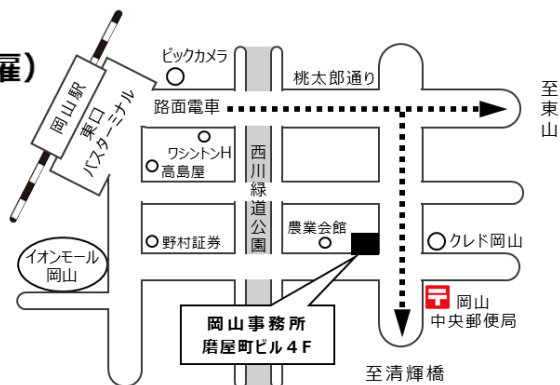 催）
ビックカメラ
岡山駅
東口
バスターミナル
路面電車
桃太郎通り
至東山
ワシントンH
高島屋
西川緑道公園
野村証券
農業会館
クレド岡山
イオンモール
岡山
岡山事務所
磨屋町ビル４F
岡山
中央郵便局
至清輝橋